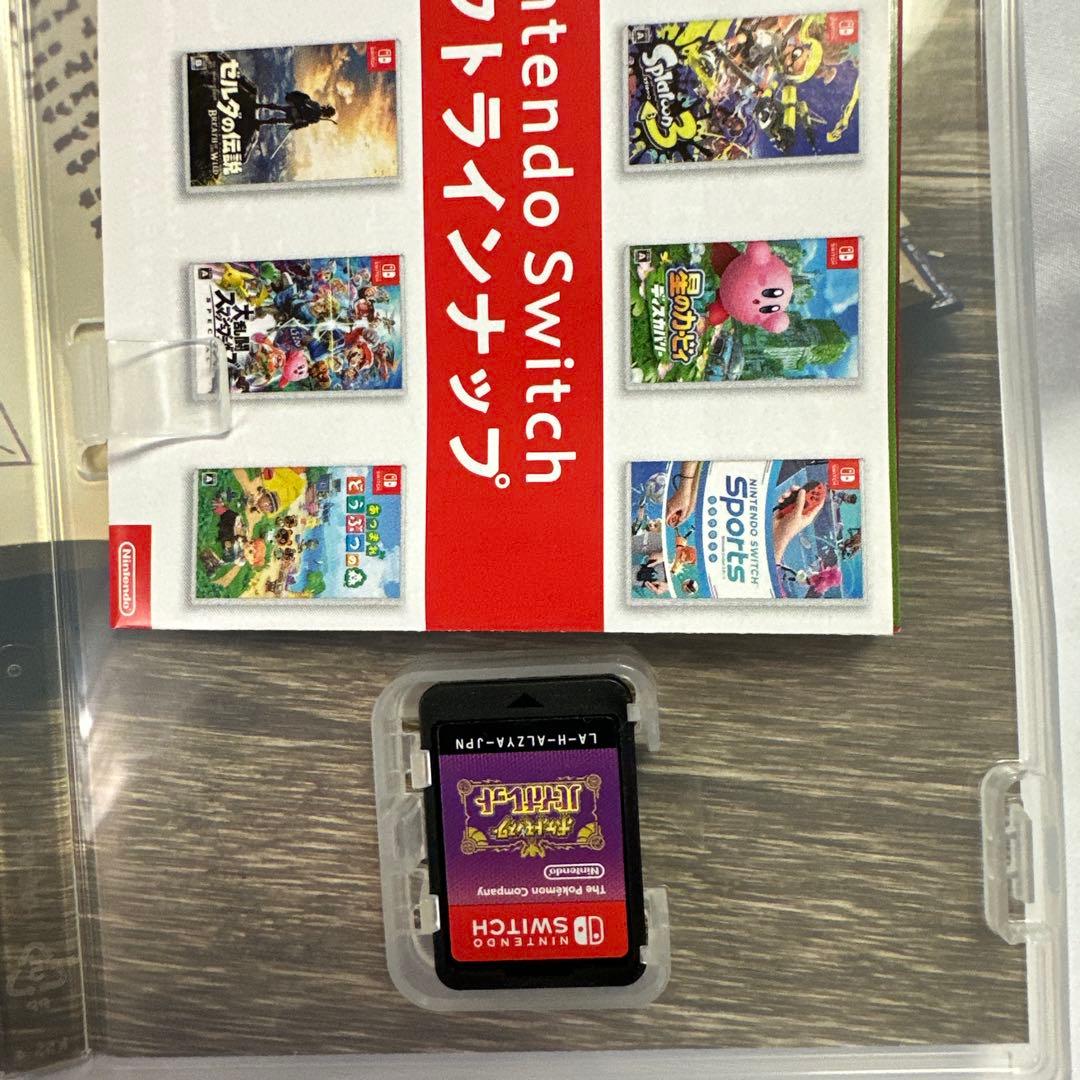 Nintendo Switch
ソフトラインナップ
ゼルダの伝説
BREATH OF THE WILD
大乱闘
スマッシュブラザーズ
SPECIAL
あつまれ
どうぶつの
Splatoon
3
星のカービィ
ディスカバリー
NINTENDO SWITCH
Sports
Nintendo
LA-H-ALZYA-JPN
ポケットモンスター
バイオレット
Nintendo
The Pokémon Company
NINTENDO
SWITCH